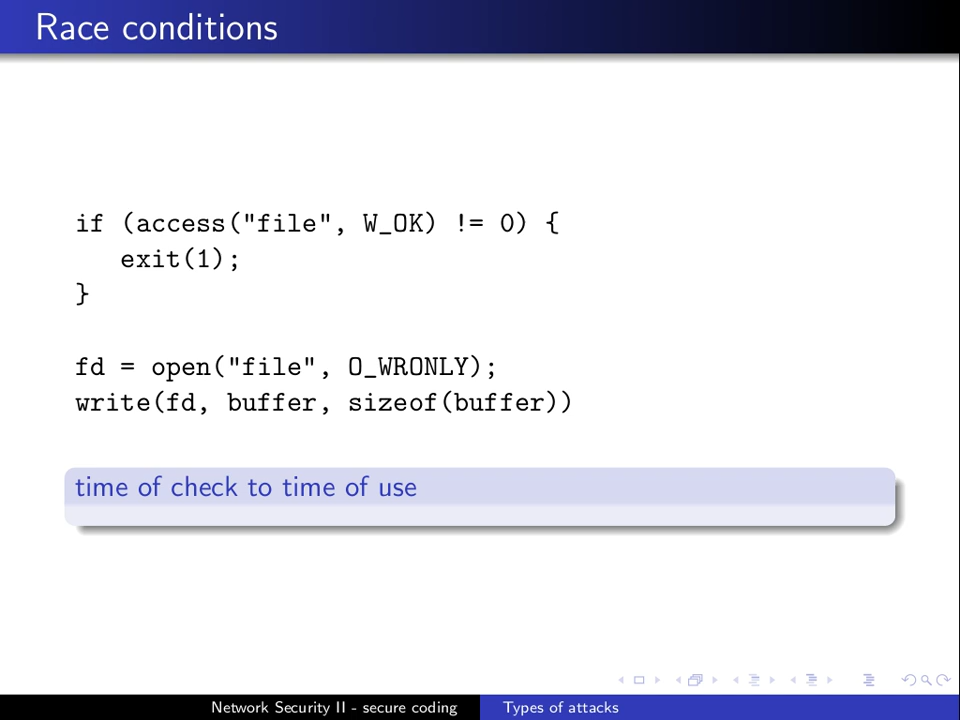 Race conditions
if (access("file", W_OK) != 0) {
exit(1);
}
fd = open("file", O_WRONLY);
write(fd, buffer, sizeof(buffer))
time of check to time of use
Network Security II - secure coding
Types of attacks